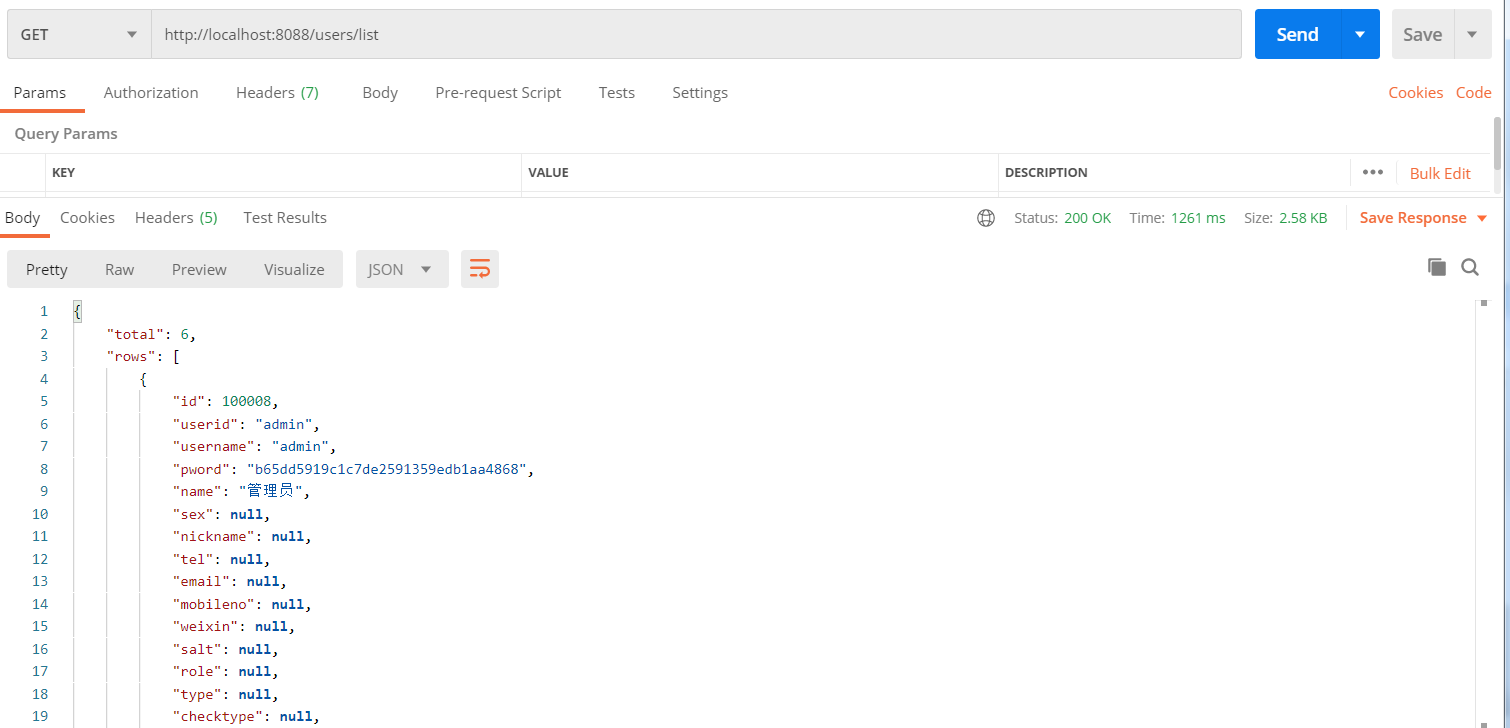 GET http://localhost:8088/users/list Send Save
Params Authorization Headers (7) Body Pre-request Script Tests Settings Cookies Code
Query Params
KEY VALUE DESCRIPTION ••• Bulk Edit
Body Cookies Headers (5) Test Results Status: 200 OK Time: 1261 ms Size: 2.58 KB Save Response
Pretty Raw Preview Visualize JSON
1 {
2 "total": 6,
3 "rows": [
4 {
5 "id": 100008,
6 "userid": "admin",
7 "username": "admin",
8 "pword": "b65dd5919c1c7de2591359edb1aa4868",
9 "name": "管理员",
10 "sex": null,
11 "nickname": null,
12 "tel": null,
13 "email": null,
14 "mobileno": null,
15 "weixin": null,
16 "salt": null,
17 "role": null,
18 "type": null,
19 "checktype": null,